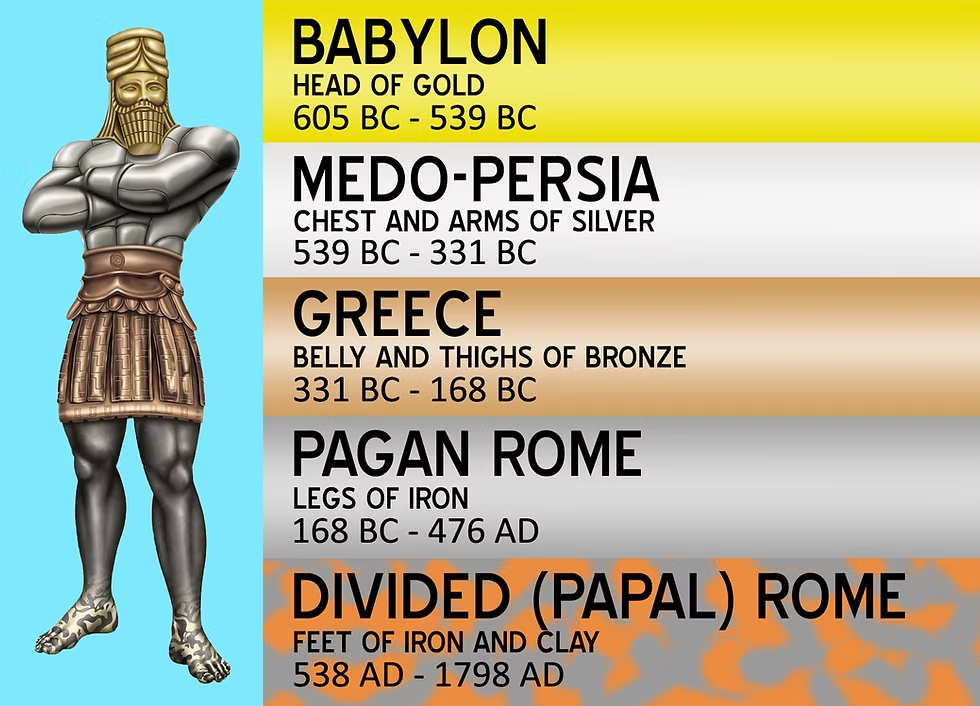 BABYLON
HEAD OF GOLD
605 BC - 539 BC
MEDO-PERSIA
CHEST AND ARMS OF SILVER
539 BC - 331 BC
GREECE
BELLY AND THIGHS OF BRONZE
331 BC - 168 BC
PAGAN ROME
LEGS OF IRON
168 BC - 476 AD
DIVIDED (PAPAL) ROME
FEET OF IRON AND CLAY
538 AD - 1798 AD